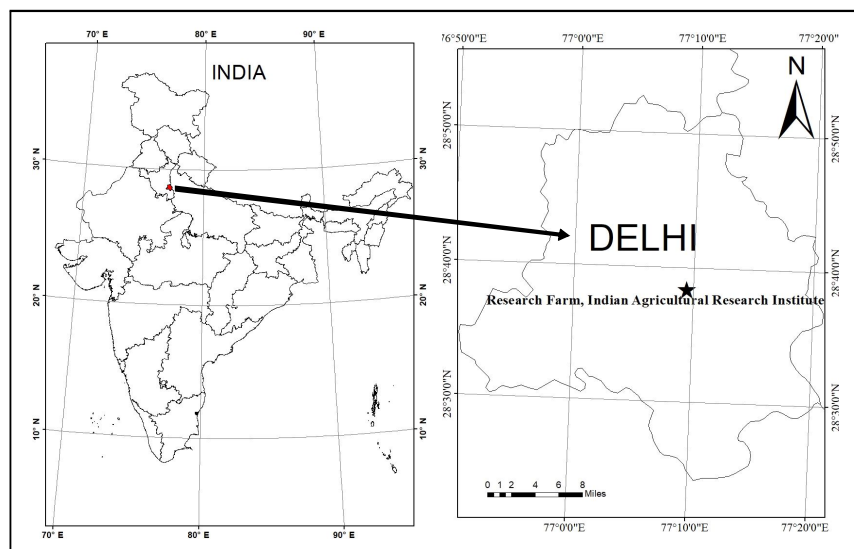 70° E 80° E 90° E
INDIA
30° N 30° N
20° N 20° N
10° N 10° N
70° E 80° E 90° E
76°50'0"E 77°0'0"E 77°10'0"E 77°20'0"E
N
28°50'0"N 28°50'0"N
DELHI
28°40'0"N 28°40'0"N
Research Farm, Indian Agricultural Research Institute
28°30'0"N 28°30'0"N
0 1 2 4 6 8
Miles
77°0'0"E 77°10'0"E